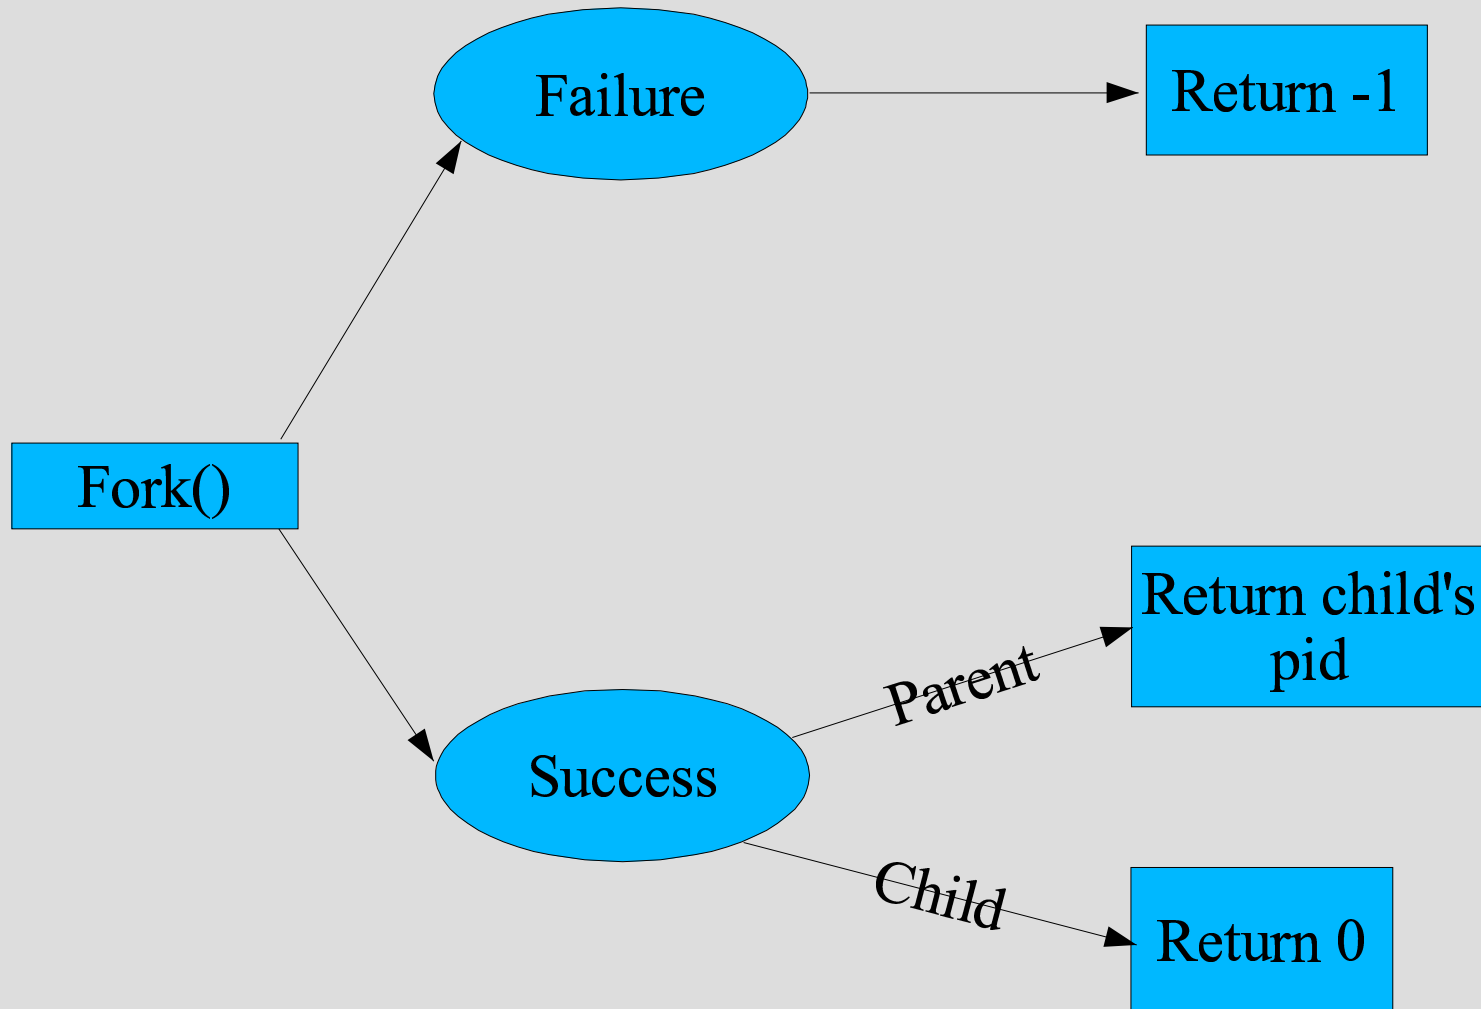 Failure
Return -1
Fork()
Return child's
pid
Parent
Success
Child
Return 0